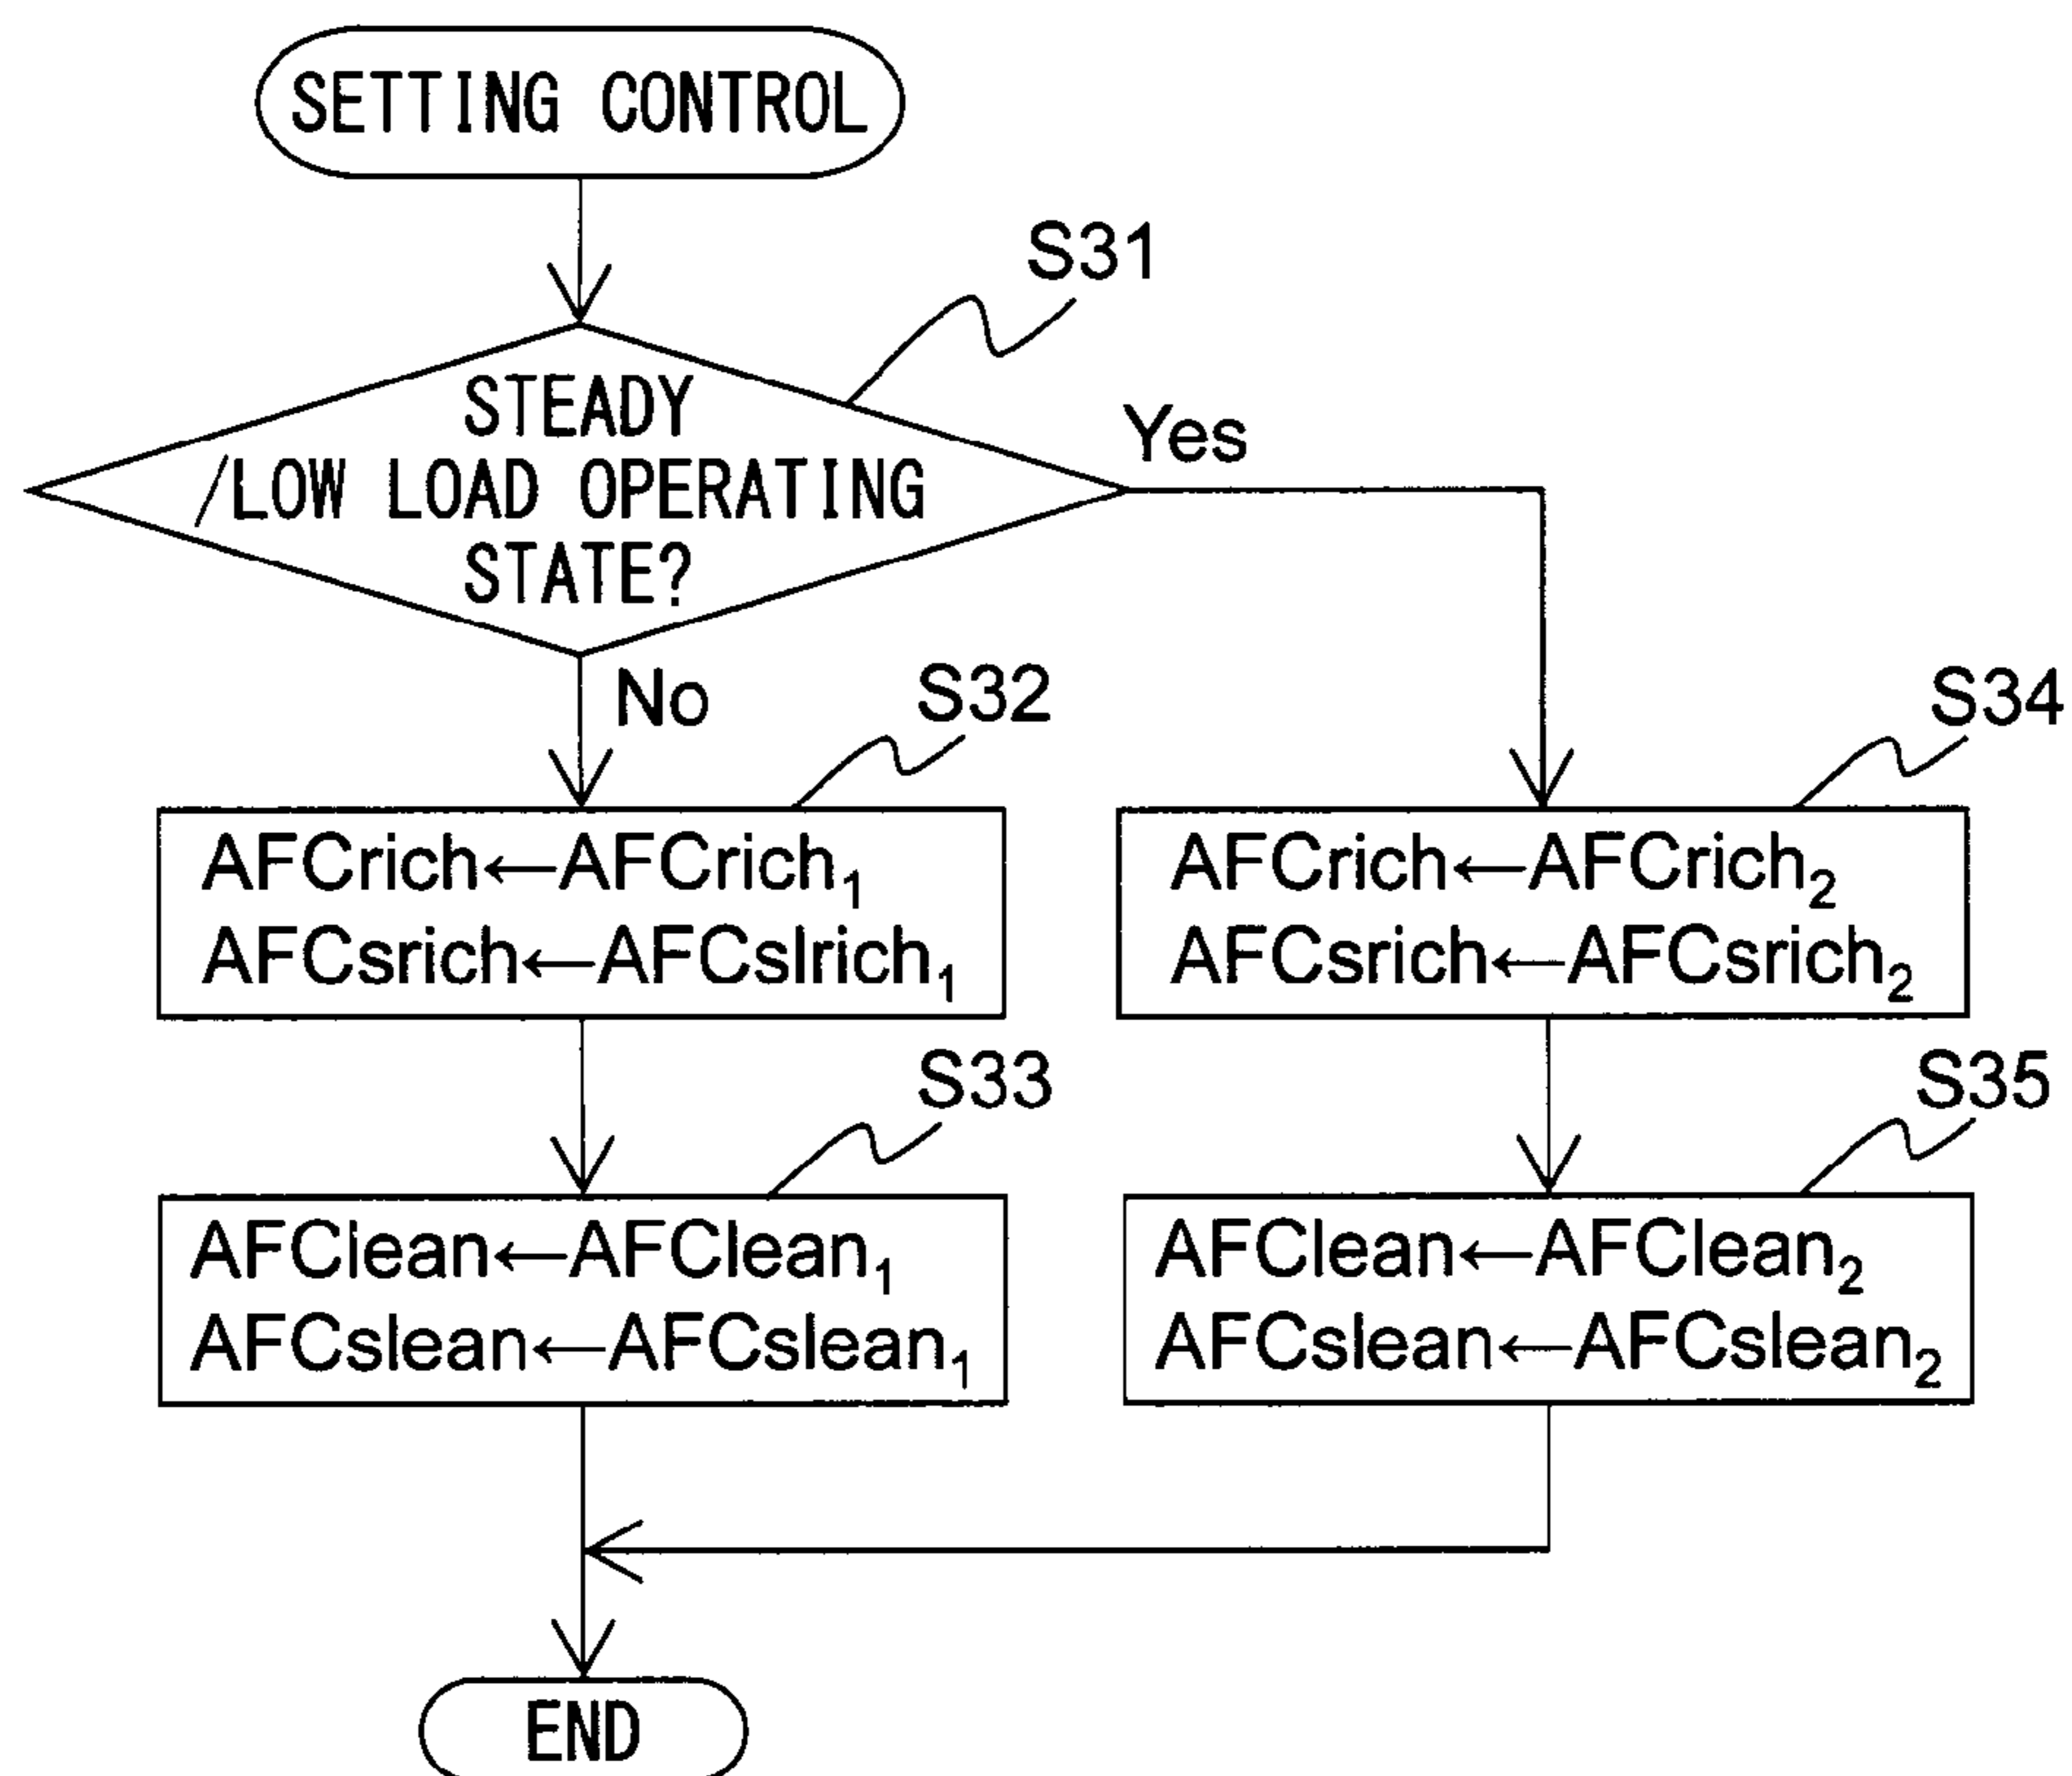 SETTING CONTROL
S31
STEADY
/LOW LOAD OPERATING
STATE?
Yes
No
S32
AFCrich←AFCrich₁
AFCsrich←AFCslrich₁
S34
AFCrich←AFCrich₂
AFCsrich←AFCsrich₂
S33
AFClean←AFClean₁
AFCslean←AFCslean₁
S35
AFClean←AFClean₂
AFCslean←AFCslean₂
END